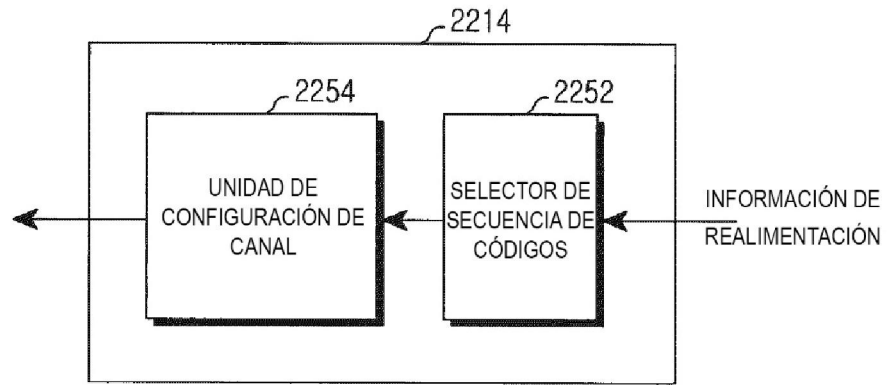 2214
2254
2252
UNIDAD DE
CONFIGURACIÓN DE
CANAL
SELECTOR DE
SECUENCIA DE
CÓDIGOS
INFORMACIÓN DE
REALIMENTACIÓN